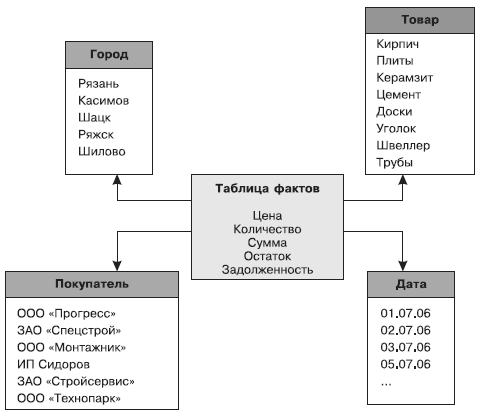 Город
Рязань
Касимов
Шацк
Ряжск
Шилово
Товар
Кирпич
Плиты
Керамзит
Цемент
Доски
Уголок
Швеллер
Трубы
Таблица фактов
Цена
Количество
Сумма
Остаток
Задолженность
Покупатель
ООО «Прогресс»
ЗАО «Спецстрой»
ООО «Монтажник»
ИП Сидоров
ЗАО «Стройсервис»
ООО «Технопарк»
Дата
01.07.06
02.07.06
03.07.06
05.07.06
...